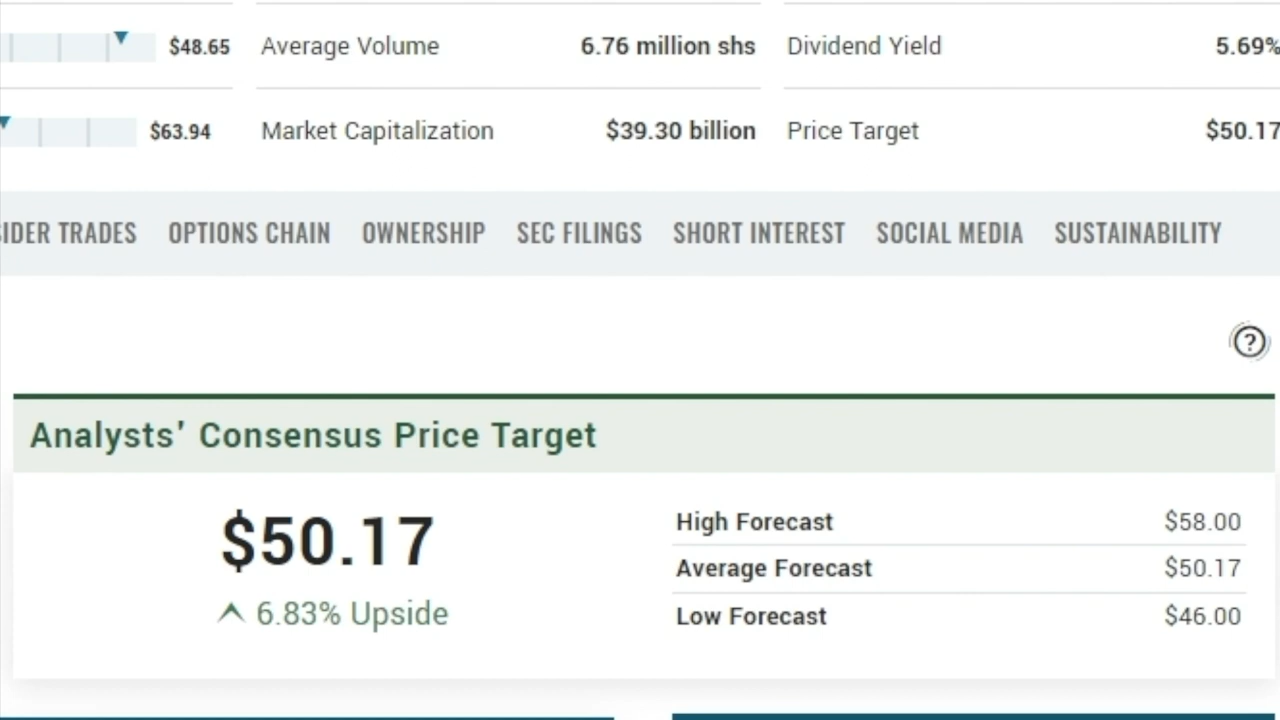 $48.65 Average Volume 6.76 million shs Dividend Yield 5.69%
$63.94 Market Capitalization $39.30 billion Price Target $50.17
SIDER TRADES OPTIONS CHAIN OWNERSHIP SEC FILINGS SHORT INTEREST SOCIAL MEDIA SUSTAINABILITY
?
Analysts' Consensus Price Target
$50.17
6.83% Upside
High Forecast $58.00
Average Forecast $50.17
Low Forecast $46.00